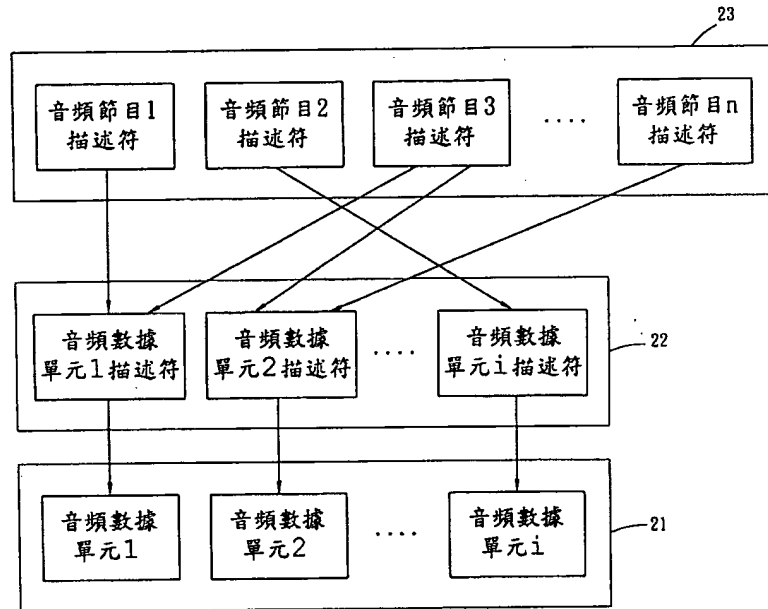 23
音頻節目1
描述符
音頻節目2
描述符
音頻節目3
描述符
....
音頻節目n
描述符
音頻數據
單元1描述符
音頻數據
單元2描述符
....
音頻數據
單元i描述符
22
音頻數據
單元1
音頻數據
單元2
....
音頻數據
單元i
21